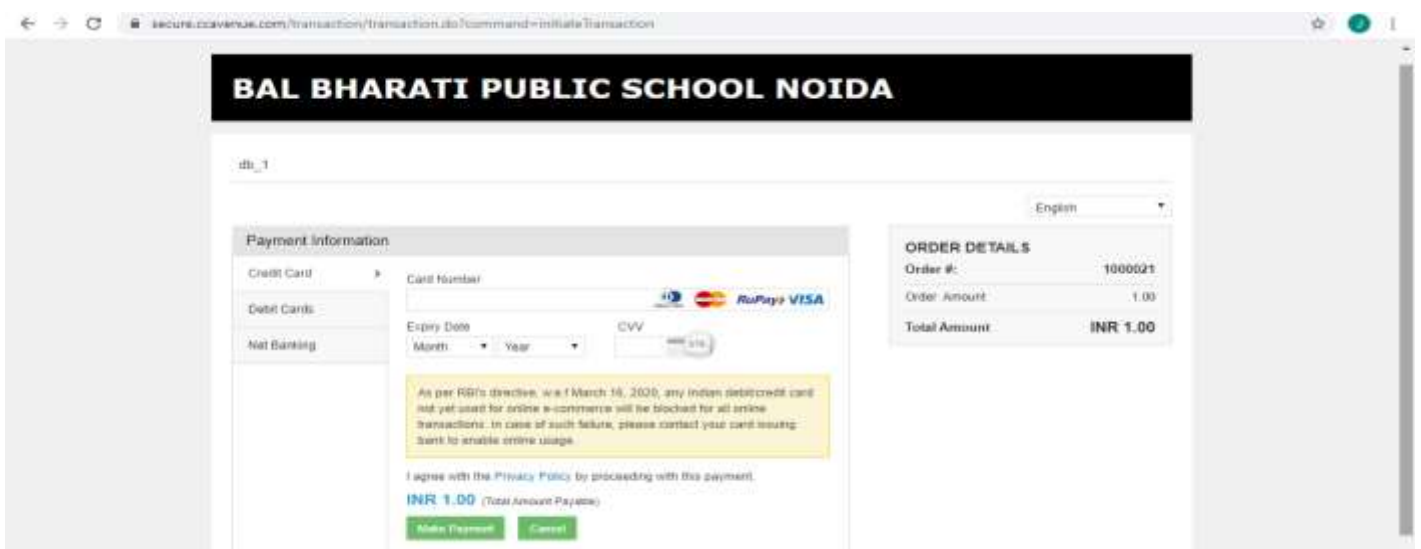 secure.ccavenue.com/transaction/transaction.do?command=initiateTransaction
BAL BHARATI PUBLIC SCHOOL NOIDA
db_1
English
Payment Information
Credit Card
Debit Cards
Net Banking
Card Number
RuPay VISA
Expiry Date CVV
Month Year
As per RBI's directive, w.e.f March 16, 2020, any Indian debit/credit card
not yet used for online e-commerce will be blocked for all online
transactions. In case of such failure, please contact your card issuing
bank to enable online usage.
I agree with the Privacy Policy by proceeding with this payment.
INR 1.00 (Total Amount Payable)
Make Payment Cancel
ORDER DETAILS
Order #: 1000021
Order Amount 1.00
Total Amount INR 1.00